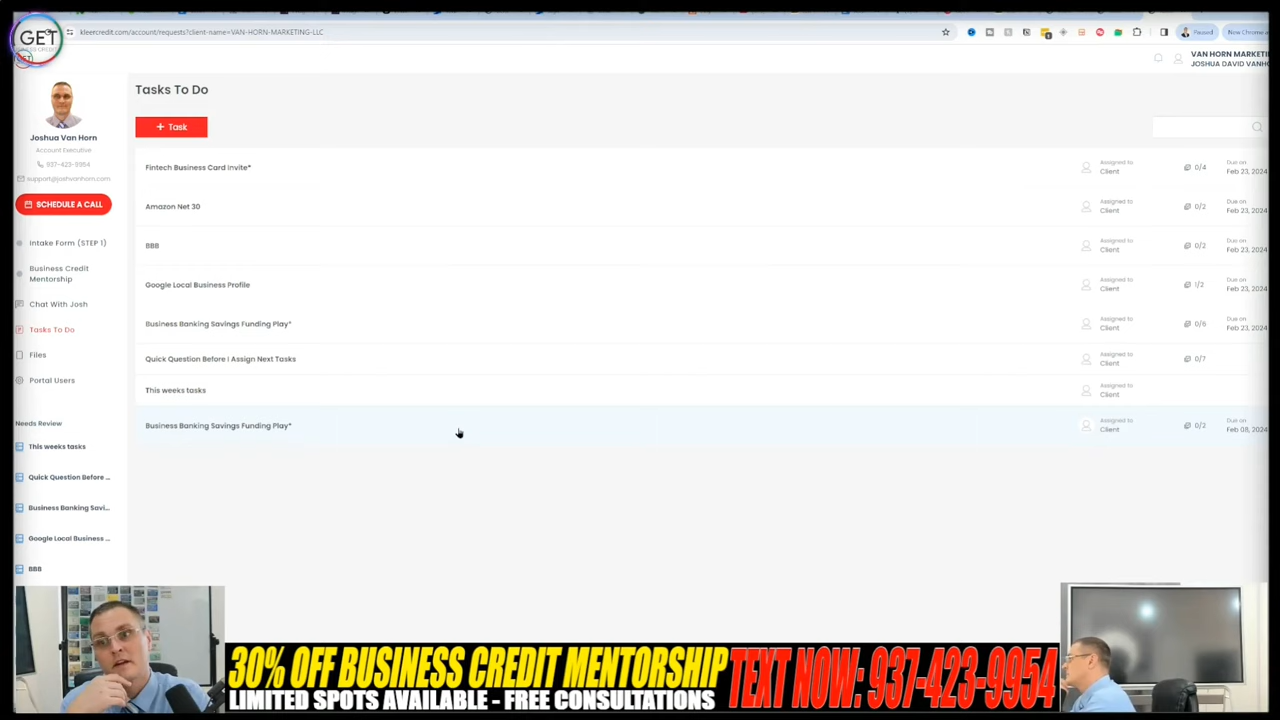 GET
kleercredit.com/account/requests?client-name=VAN-HORN-MARKETING-LLC
Paused
New Chrome a
VAN HORN MARKETI
JOSHUA DAVID VANHO
Joshua Van Horn
Account Executive
937-423-9954
support@joshvanhorn.com
SCHEDULE A CALL
Intake Form (STEP 1)
Business Credit
Mentorship
Chat With Josh
Tasks To Do
Files
Portal Users
Needs Review
This weeks tasks
Quick Question Before ...
Business Banking Savi...
Google Local Business ...
BBB
Tasks To Do
+ Task
Fintech Business Card Invite*
Assigned to
Client
0/4
Due on
Feb 23, 2024
Amazon Net 30
Assigned to
Client
0/2
Due on
Feb 23, 2024
BBB
Assigned to
Client
0/2
Due on
Feb 23, 2024
Google Local Business Profile
Assigned to
Client
1/2
Due on
Feb 23, 2024
Business Banking Savings Funding Play*
Assigned to
Client
0/6
Due on
Feb 23, 2024
Quick Question Before I Assign Next Tasks
Assigned to
Client
0/7
This weeks tasks
Assigned to
Client
Business Banking Savings Funding Play*
Assigned to
Client
0/2
Due on
Feb 08, 2024
30% OFF BUSINESS CREDIT MENTORSHIP
LIMITED SPOTS AVAILABLE - FREE CONSULTATIONS
TEXT NOW: 937-423-9954